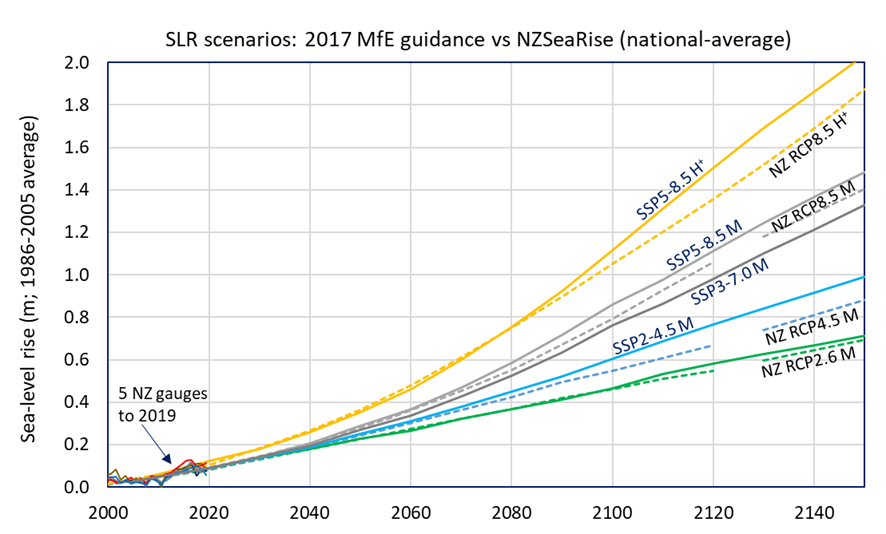 SLR scenarios: 2017 MfE guidance vs NZSeaRise (national-average)
Sea-level rise (m; 1986-2005 average)
2.0
1.8
1.6
1.4
1.2
1.0
0.8
0.6
0.4
0.2
0.0
SSP5-8.5 H⁺
NZ RCP8.5 H⁺
SSP5-8.5 M
NZ RCP8.5 M
SSP3-7.0 M
SSP2-4.5 M
NZ RCP4.5 M
NZ RCP2.6 M
5 NZ gauges
to 2019
2000
2020
2040
2060
2080
2100
2120
2140